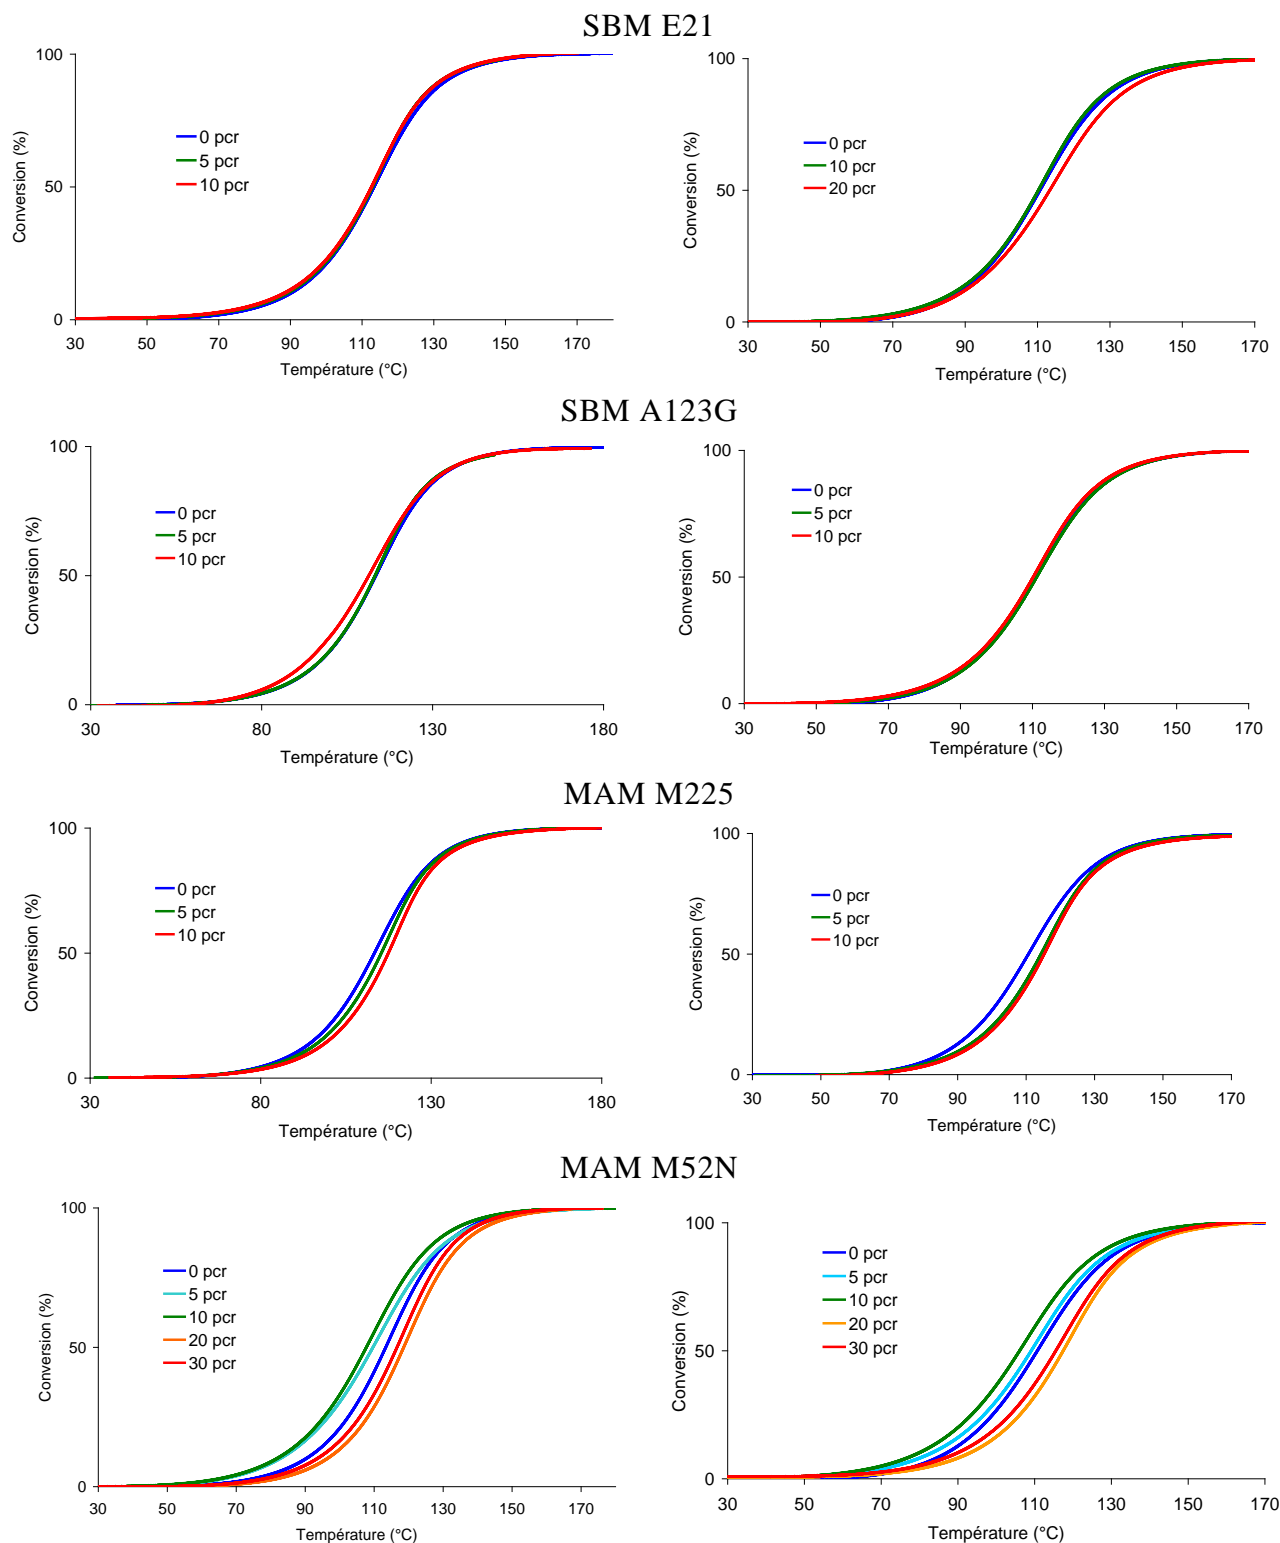 SBM E21
100
50
0
Conversion (%)
0 pcr
5 pcr
10 pcr
30 50 70 90 110 130 150 170
Température (°C)
100
50
0
Conversion (%)
0 pcr
10 pcr
20 pcr
30 50 70 90 110 130 150 170
Température (°C)
SBM A123G
100
50
0
Conversion (%)
0 pcr
5 pcr
10 pcr
30 80 130 180
Température (°C)
100
50
0
Conversion (%)
0 pcr
5 pcr
10 pcr
30 50 70 90 110 130 150 170
Température (°C)
MAM M225
100
50
0
Conversion (%)
0 pcr
5 pcr
10 pcr
30 80 130 180
Température (°C)
100
50
0
Conversion (%)
0 pcr
5 pcr
10 pcr
30 50 70 90 110 130 150 170
Température (°C)
MAM M52N
100
50
0
Conversion (%)
0 pcr
5 pcr
10 pcr
20 pcr
30 pcr
30 50 70 90 110 130 150 170
Température (°C)
100
50
0
Conversion (%)
0 pcr
5 pcr
10 pcr
20 pcr
30 pcr
30 50 70 90 110 130 150 170
Température (°C)